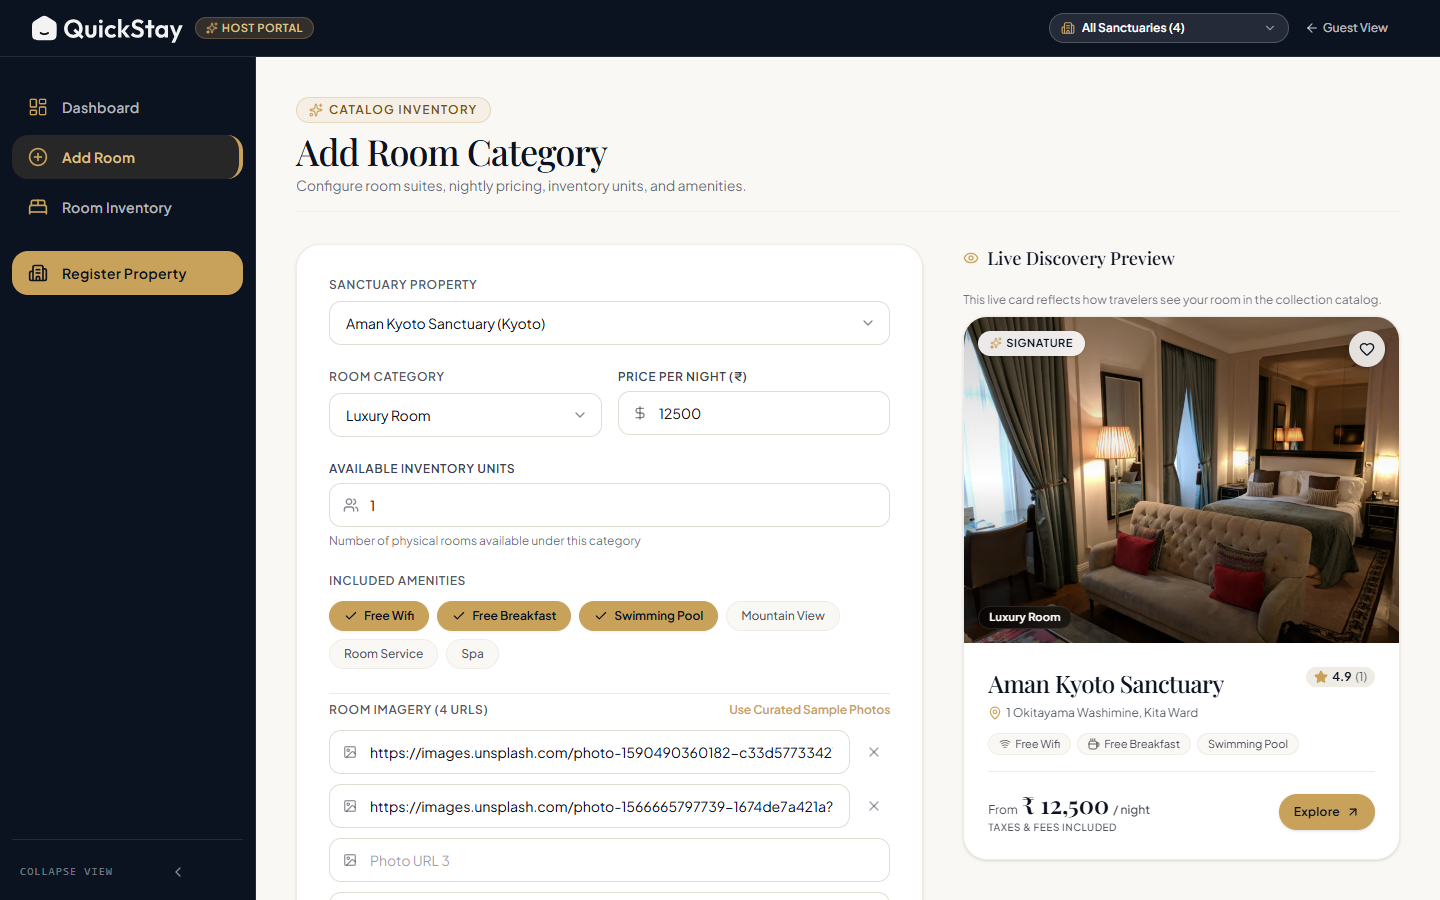 QuickStay
HOST PORTAL
All Sanctuaries (4)
Guest View
Dashboard
Add Room
Room Inventory
Register Property
COLLAPSE VIEW
CATALOG INVENTORY
Add Room Category
Configure room suites, nightly pricing, inventory units, and amenities.
SANCTUARY PROPERTY
Aman Kyoto Sanctuary (Kyoto)
ROOM CATEGORY
Luxury Room
PRICE PER NIGHT (₹)
$ 12500
AVAILABLE INVENTORY UNITS
1
Number of physical rooms available under this category
INCLUDED AMENITIES
Free Wifi
Free Breakfast
Swimming Pool
Mountain View
Room Service
Spa
ROOM IMAGERY (4 URLS)
Use Curated Sample Photos
https://images.unsplash.com/photo-1590490360182-c33d5773342
https://images.unsplash.com/photo-1566665797739-1674de7a421a?
Photo URL 3
Live Discovery Preview
This live card reflects how travelers see your room in the collection catalog.
SIGNATURE
Luxury Room
Aman Kyoto Sanctuary
4.9 (1)
1 Okitayama Washimine, Kita Ward
Free Wifi
Free Breakfast
Swimming Pool
From ₹ 12,500 / night
TAXES & FEES INCLUDED
Explore